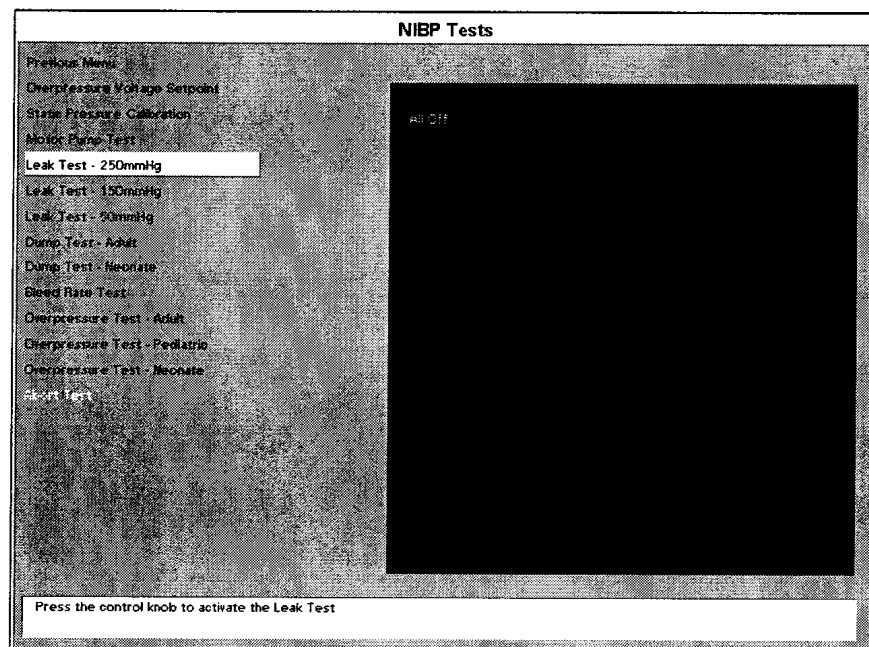 NIBP Tests
Previous Menu
Overpressure Voltage Setpoint
Static Pressure Calibration
Motor Pump Test
Leak Test - 250mmHg
Leak Test - 150mmHg
Leak Test - 50mmHg
Dump Test - Adult
Dump Test - Neonate
Bleed Rate Test
Overpressure Test - Adult
Overpressure Test - Pediatric
Overpressure Test - Neonate
Abort Test
All Off
Press the control knob to activate the Leak Test